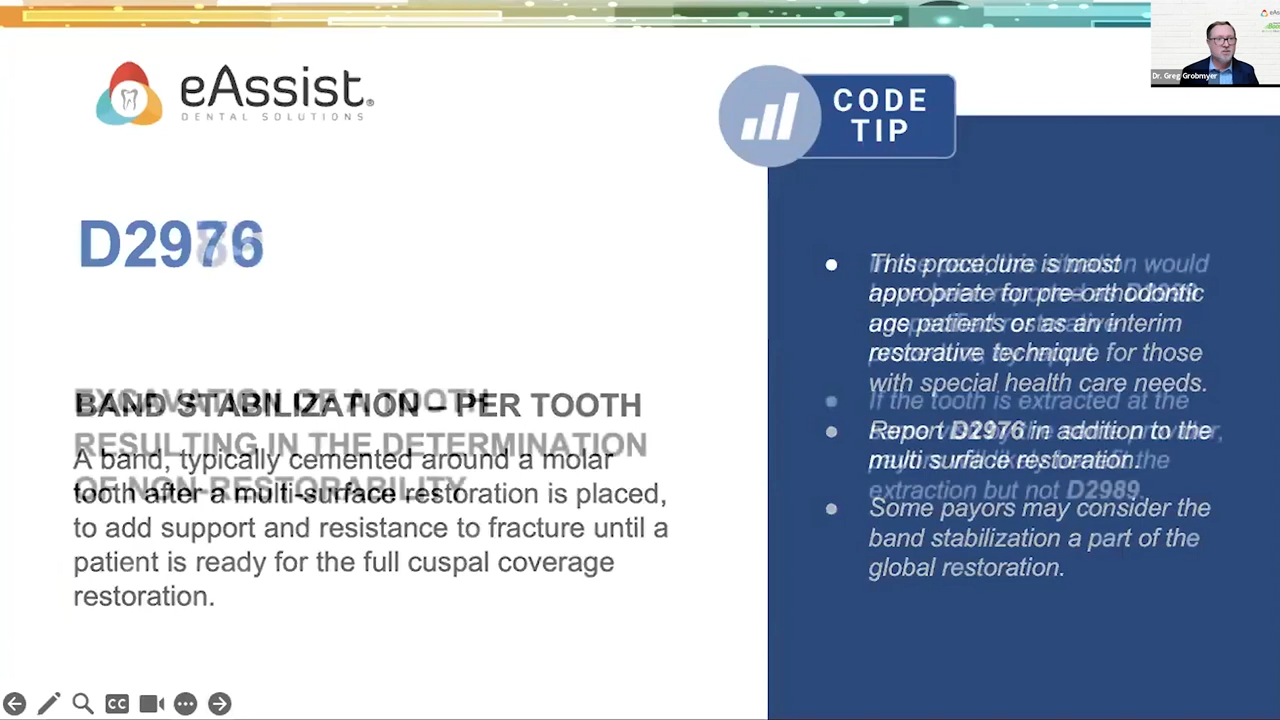 eAssist®
DENTAL SOLUTIONS
CODE
TIP
Dr. Greg Grobmyer
D2976
BAND STABILIZATION – PER TOOTH
A band, typically cemented around a molar
tooth after a multi-surface restoration is placed,
to add support and resistance to fracture until a
patient is ready for the full cuspal coverage
restoration.
EXCAVATION OF A TOOTH
RESULTING IN THE DETERMINATION
OF NON-RESTORABILITY
This procedure is most
appropriate for pre-orthodontic
age patients or as an interim
restorative technique for those
with special health care needs.
Report D2976 in addition to the
multi surface restoration.
Some payors may consider the
band stabilization a part of the
global restoration.
would
If the tooth is extracted at the
the
extraction but not D2989.
CC